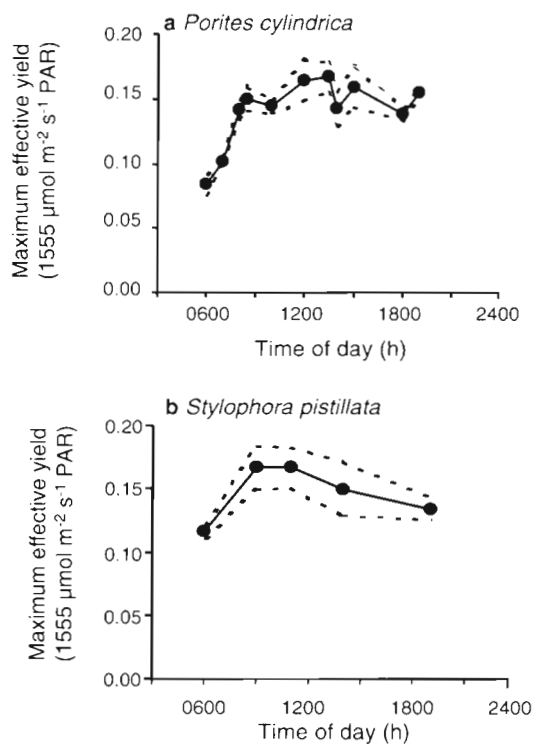 a Porites cylindrica
Maximum effective yield
(1555 µmol m⁻² s⁻¹ PAR)
0.20
0.15
0.10
0.05
0.00
0600 1200 1800 2400
Time of day (h)
b Stylophora pistillata
Maximum effective yield
(1555 µmol m⁻² s⁻¹ PAR)
0.20
0.15
0.10
0.05
0.00
0600 1200 1800 2400
Time of day (h)